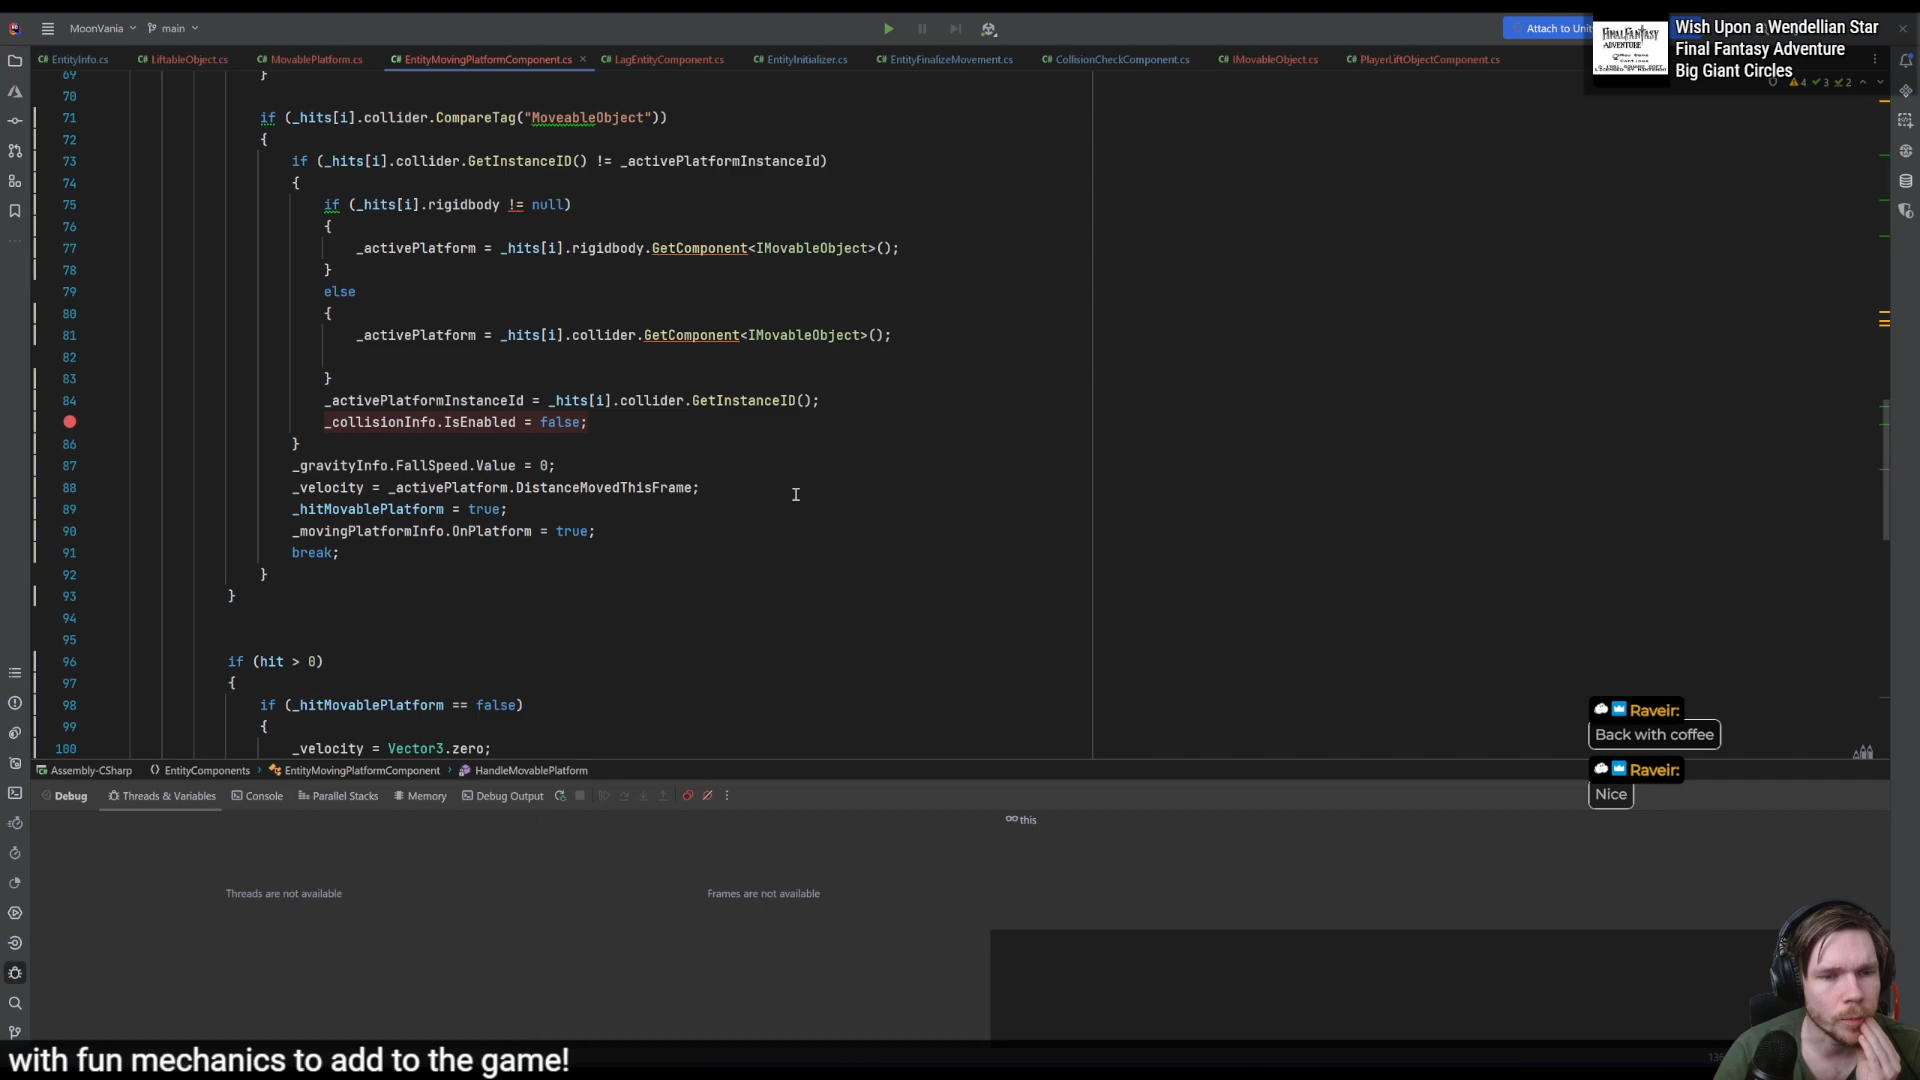 MoonVania main
Attach to Unit
Wish Upon a Wendellian Star
Final Fantasy Adventure
Big Giant Circles
EntityInfo.cs LiftableObject.cs MovablePlatform.cs EntityMovingPlatformComponent.cs LagEntityComponent.cs EntityInitializer.cs EntityFinalizeMovement.cs CollisionCheckComponent.cs IMovableObject.cs PlayerLiftObjectComponent.cs
4 3 2
69 }
70
71 if (_hits[i].collider.CompareTag("MoveableObject"))
72 {
73 if (_hits[i].collider.GetInstanceID() != _activePlatformInstanceId)
74 {
75 if (_hits[i].rigidbody != null)
76 {
77 _activePlatform = _hits[i].rigidbody.GetComponent<IMovableObject>();
78 }
79 else
80 {
81 _activePlatform = _hits[i].collider.GetComponent<IMovableObject>();
82
83 }
84 _activePlatformInstanceId = _hits[i].collider.GetInstanceID();
_collisionInfo.IsEnabled = false;
86 }
87 _gravityInfo.FallSpeed.Value = 0;
88 _velocity = _activePlatform.DistanceMovedThisFrame;
89 _hitMovablePlatform = true;
90 _movingPlatformInfo.OnPlatform = true;
91 break;
92 }
93 }
94
95
96 if (hit > 0)
97 {
98 if (_hitMovablePlatform == false)
99 {
100 _velocity = Vector3.zero;
Raveir:
Back with coffee
Raveir:
Nice
Assembly-CSharp EntityComponents EntityMovingPlatformComponent HandleMovablePlatform
Debug Threads & Variables Console Parallel Stacks Memory Debug Output
this
Threads are not available Frames are not available
with fun mechanics to add to the game!